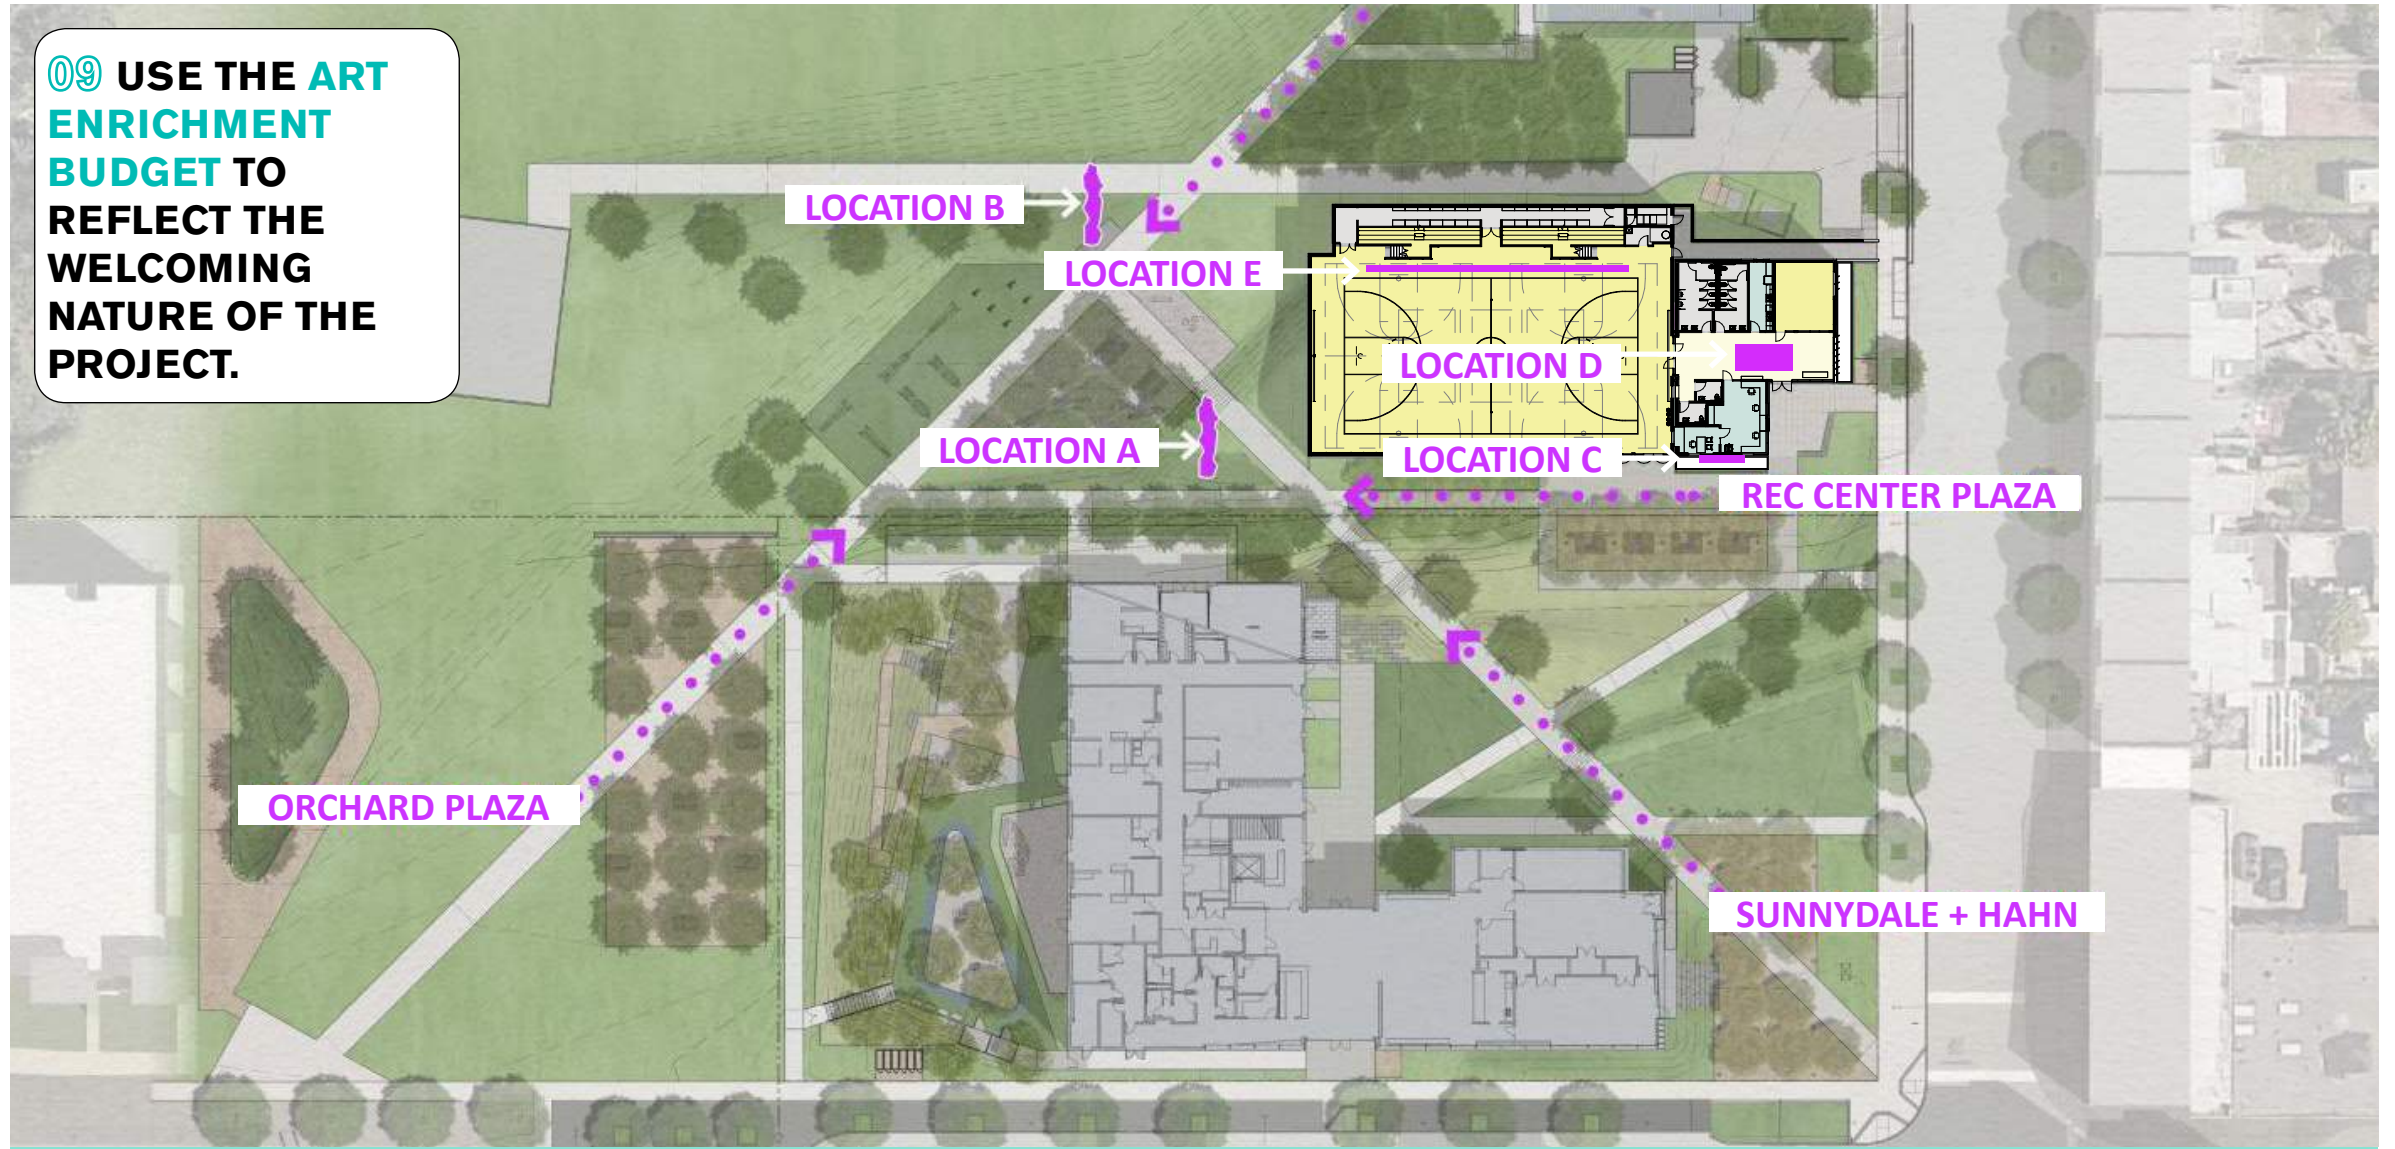 09 USE THE ART
ENRICHMENT
BUDGET TO
REFLECT THE
WELCOMING
NATURE OF THE
PROJECT.
LOCATION B
LOCATION E
LOCATION D
LOCATION A
LOCATION C
REC CENTER PLAZA
ORCHARD PLAZA
SUNNYDALE + HAHN